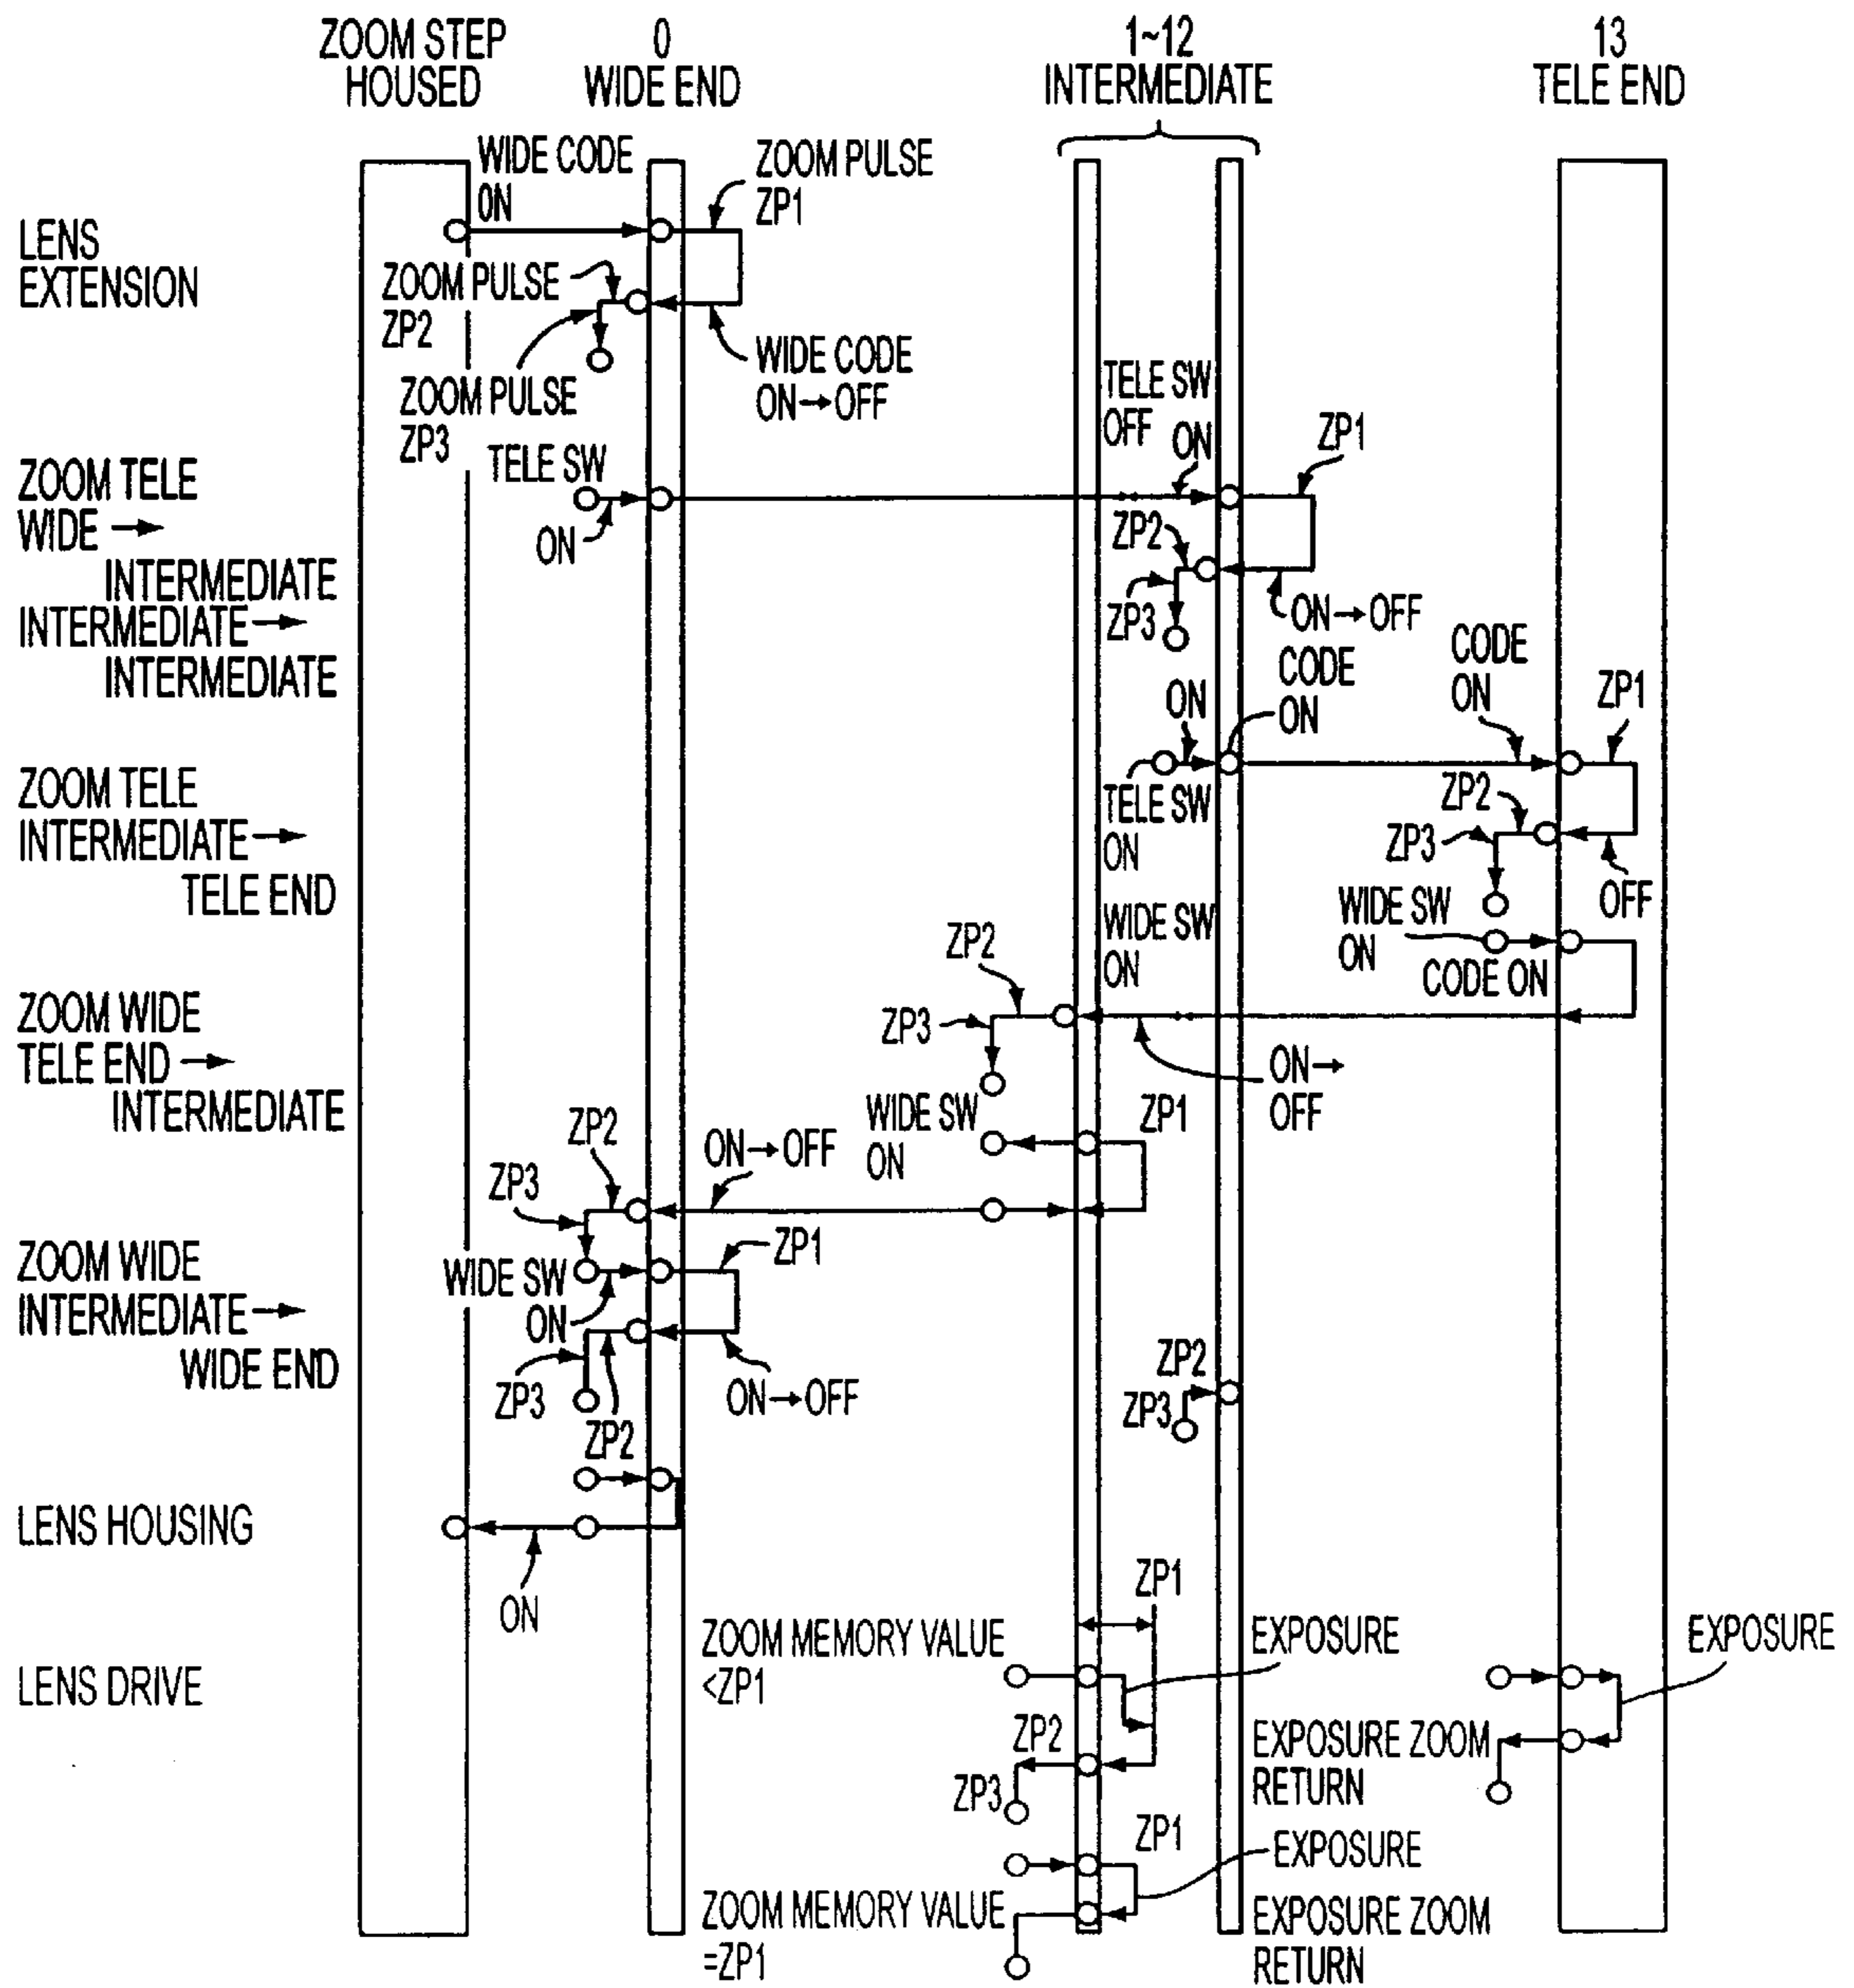 ZOOM STEP
HOUSED
0
WIDE END
1~12
INTERMEDIATE
13
TELE END
LENS
EXTENSION
WIDE CODE
ON
ZOOM PULSE
ZP1
ZOOM PULSE
ZP2
ZOOM PULSE
ZP3
WIDE CODE
ON→OFF
ZOOM TELE
WIDE →
INTERMEDIATE
INTERMEDIATE →
INTERMEDIATE
TELE SW
ON
TELE SW
OFF
ON
ZP1
ZP2
ZP3
ON→OFF
ZOOM TELE
INTERMEDIATE →
TELE END
ON
CODE
ON
TELE SW
ON
CODE
ON
ZP1
ZP2
ZP3
OFF
ZOOM WIDE
TELE END →
INTERMEDIATE
WIDE SW
ON
CODE ON
WIDE SW
ON
ZP2
ZP3
ON→
OFF
ZOOM WIDE
INTERMEDIATE →
WIDE END
WIDE SW
ON
ZP1
ON→OFF
ZP2
ZP3
WIDE SW
ON
ZP1
ON→OFF
ZP3
ZP2
ZP2
ZP3
LENS HOUSING
ON
LENS DRIVE
ZOOM MEMORY VALUE
<ZP1
ZP1
EXPOSURE
ZP2
ZP3
EXPOSURE ZOOM
RETURN
EXPOSURE
ZOOM MEMORY VALUE
=ZP1
ZP1
EXPOSURE
EXPOSURE ZOOM
RETURN